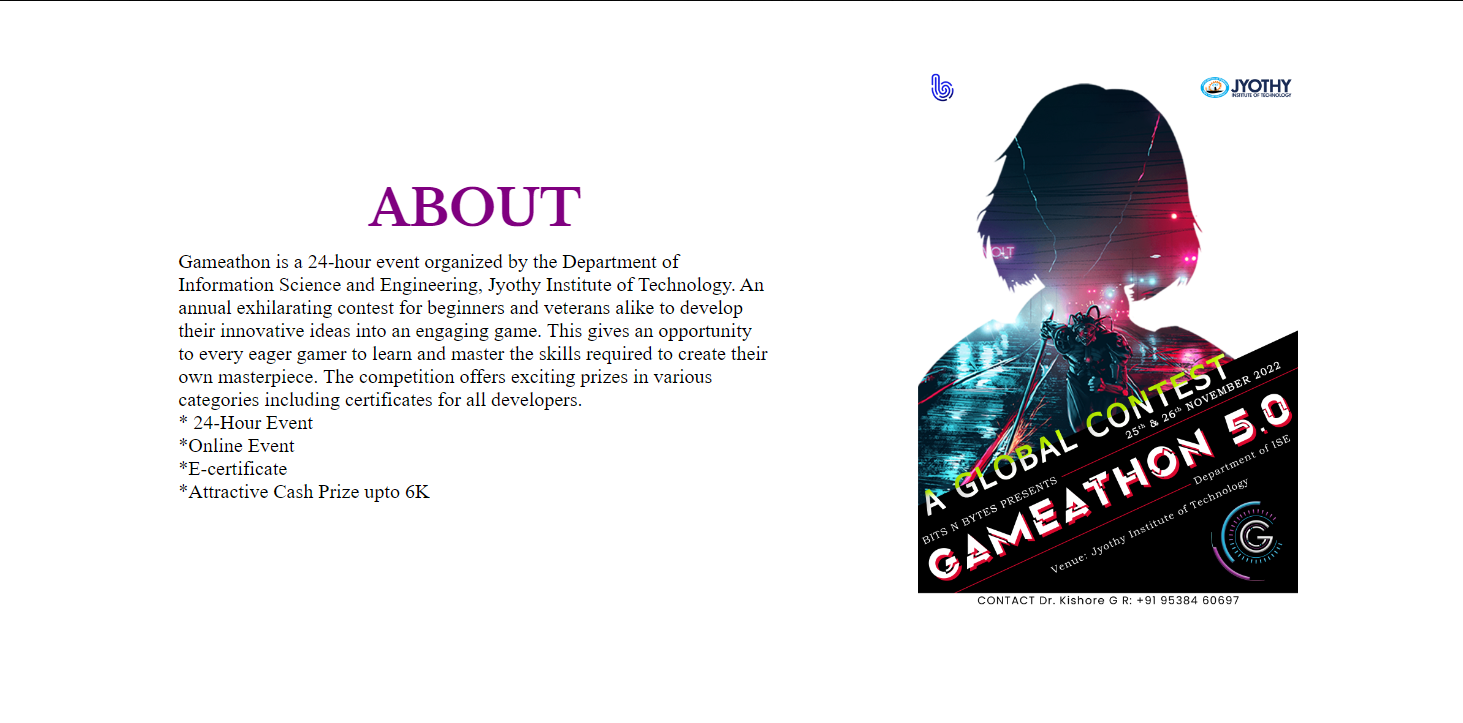 ABOUT
Gameathon is a 24-hour event organized by the Department of
Information Science and Engineering, Jyothy Institute of Technology. An
annual exhilarating contest for beginners and veterans alike to develop
their innovative ideas into an engaging game. This gives an opportunity
to every eager gamer to learn and master the skills required to create their
own masterpiece. The competition offers exciting prizes in various
categories including certificates for all developers.
* 24-Hour Event
*Online Event
*E-certificate
*Attractive Cash Prize upto 6K
JYOTHY
INSTITUTE OF TECHNOLOGY
A GLOBAL CONTEST
25th & 26th NOVEMBER 2022
BITS N BYTES PRESENTS
GAMEATHON 5.0
Department of ISE
Venue: Jyothy Institute of Technology
G
CONTACT Dr. Kishore G R: +91 95384 60697